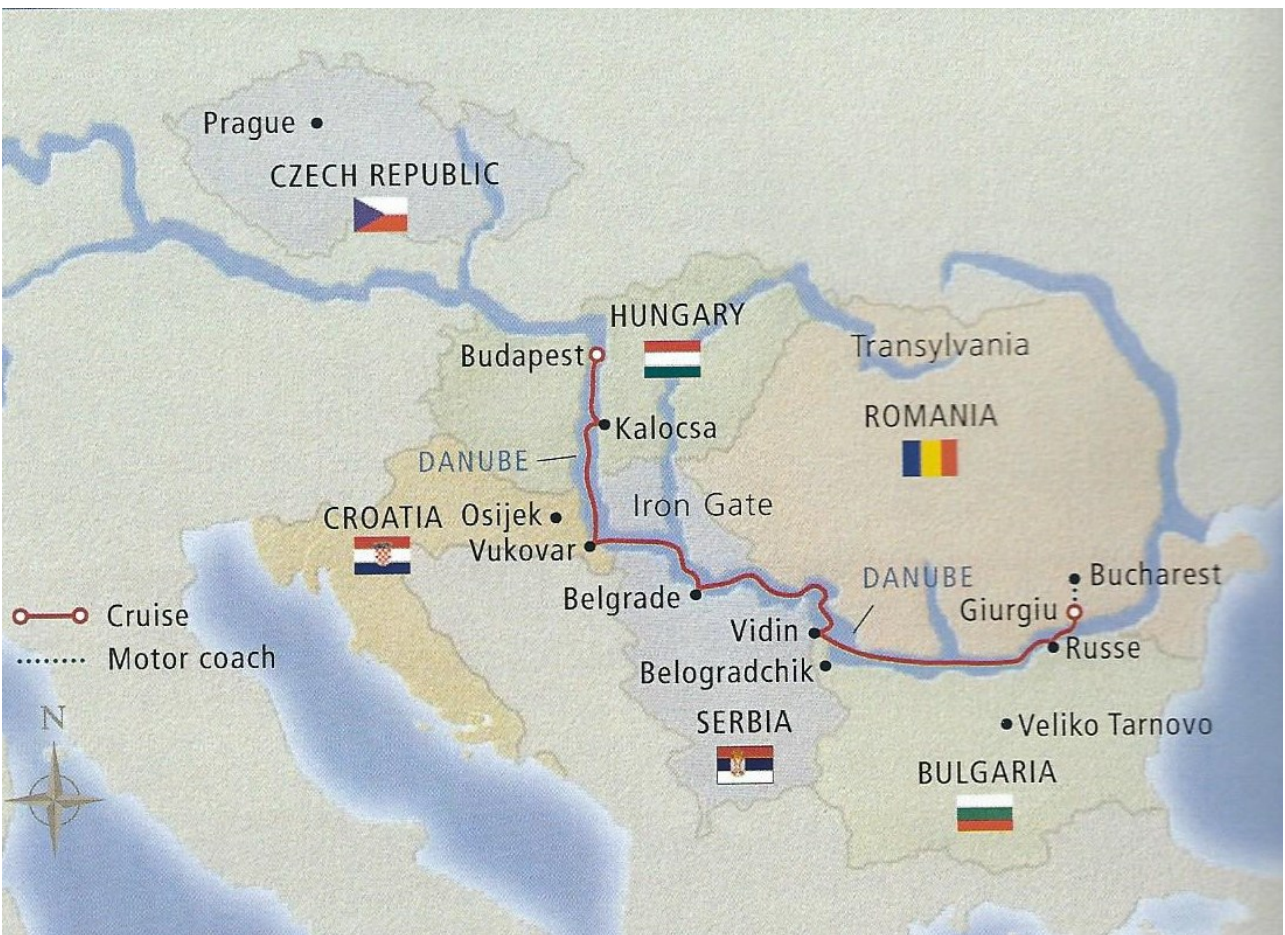 Prague
CZECH REPUBLIC
HUNGARY
Budapest
Transylvania
ROMANIA
Kalocsa
DANUBE
Iron Gate
CROATIA
Osijek
Vukovar
Belgrade
DANUBE
Bucharest
Giurgiu
Cruise
Motor coach
Vidin
Russe
Belogradchik
N
SERBIA
Veliko Tarnovo
BULGARIA